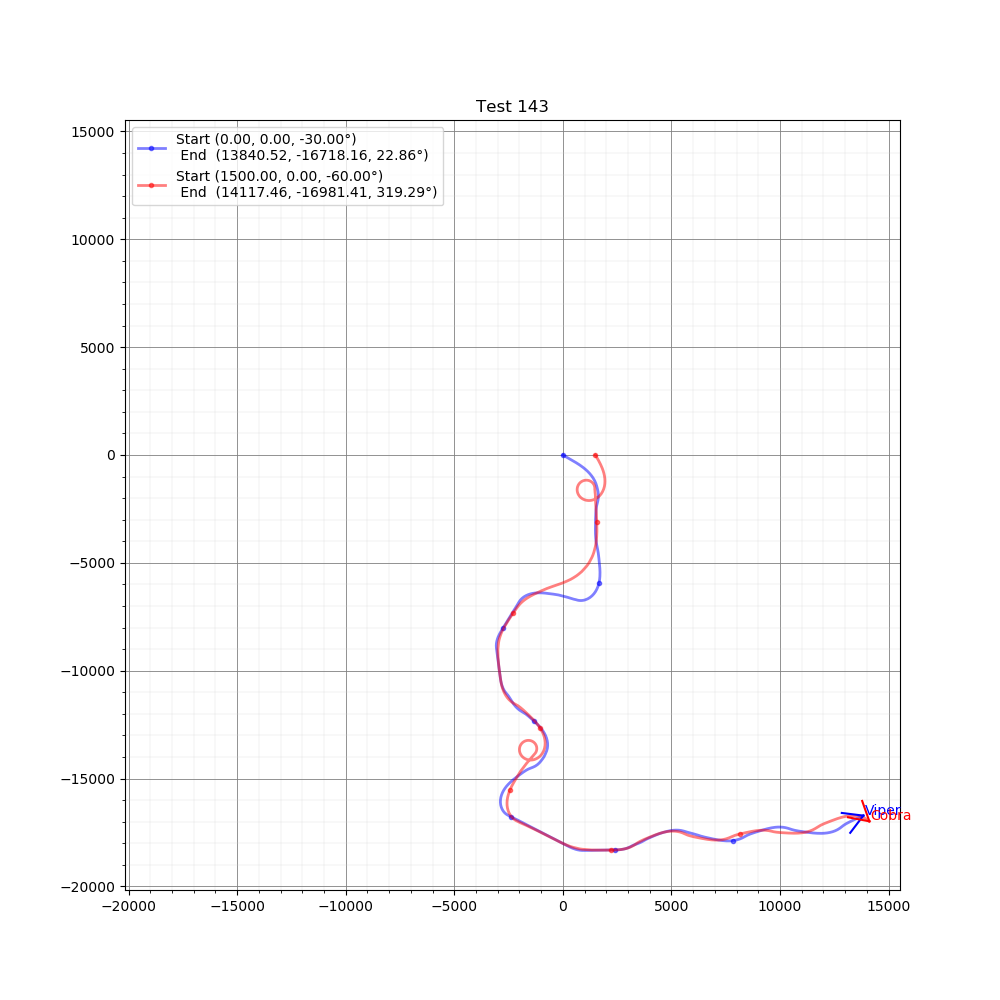 Test 143
Start (0.00, 0.00, -30.00°)
End (13840.52, -16718.16, 22.86°)
Start (1500.00, 0.00, -60.00°)
End (14117.46, -16981.41, 319.29°)
15000
10000
5000
0
−5000
−10000
−15000
−20000
Viper
Cobra
−20000 −15000 −10000 −5000 0 5000 10000 15000